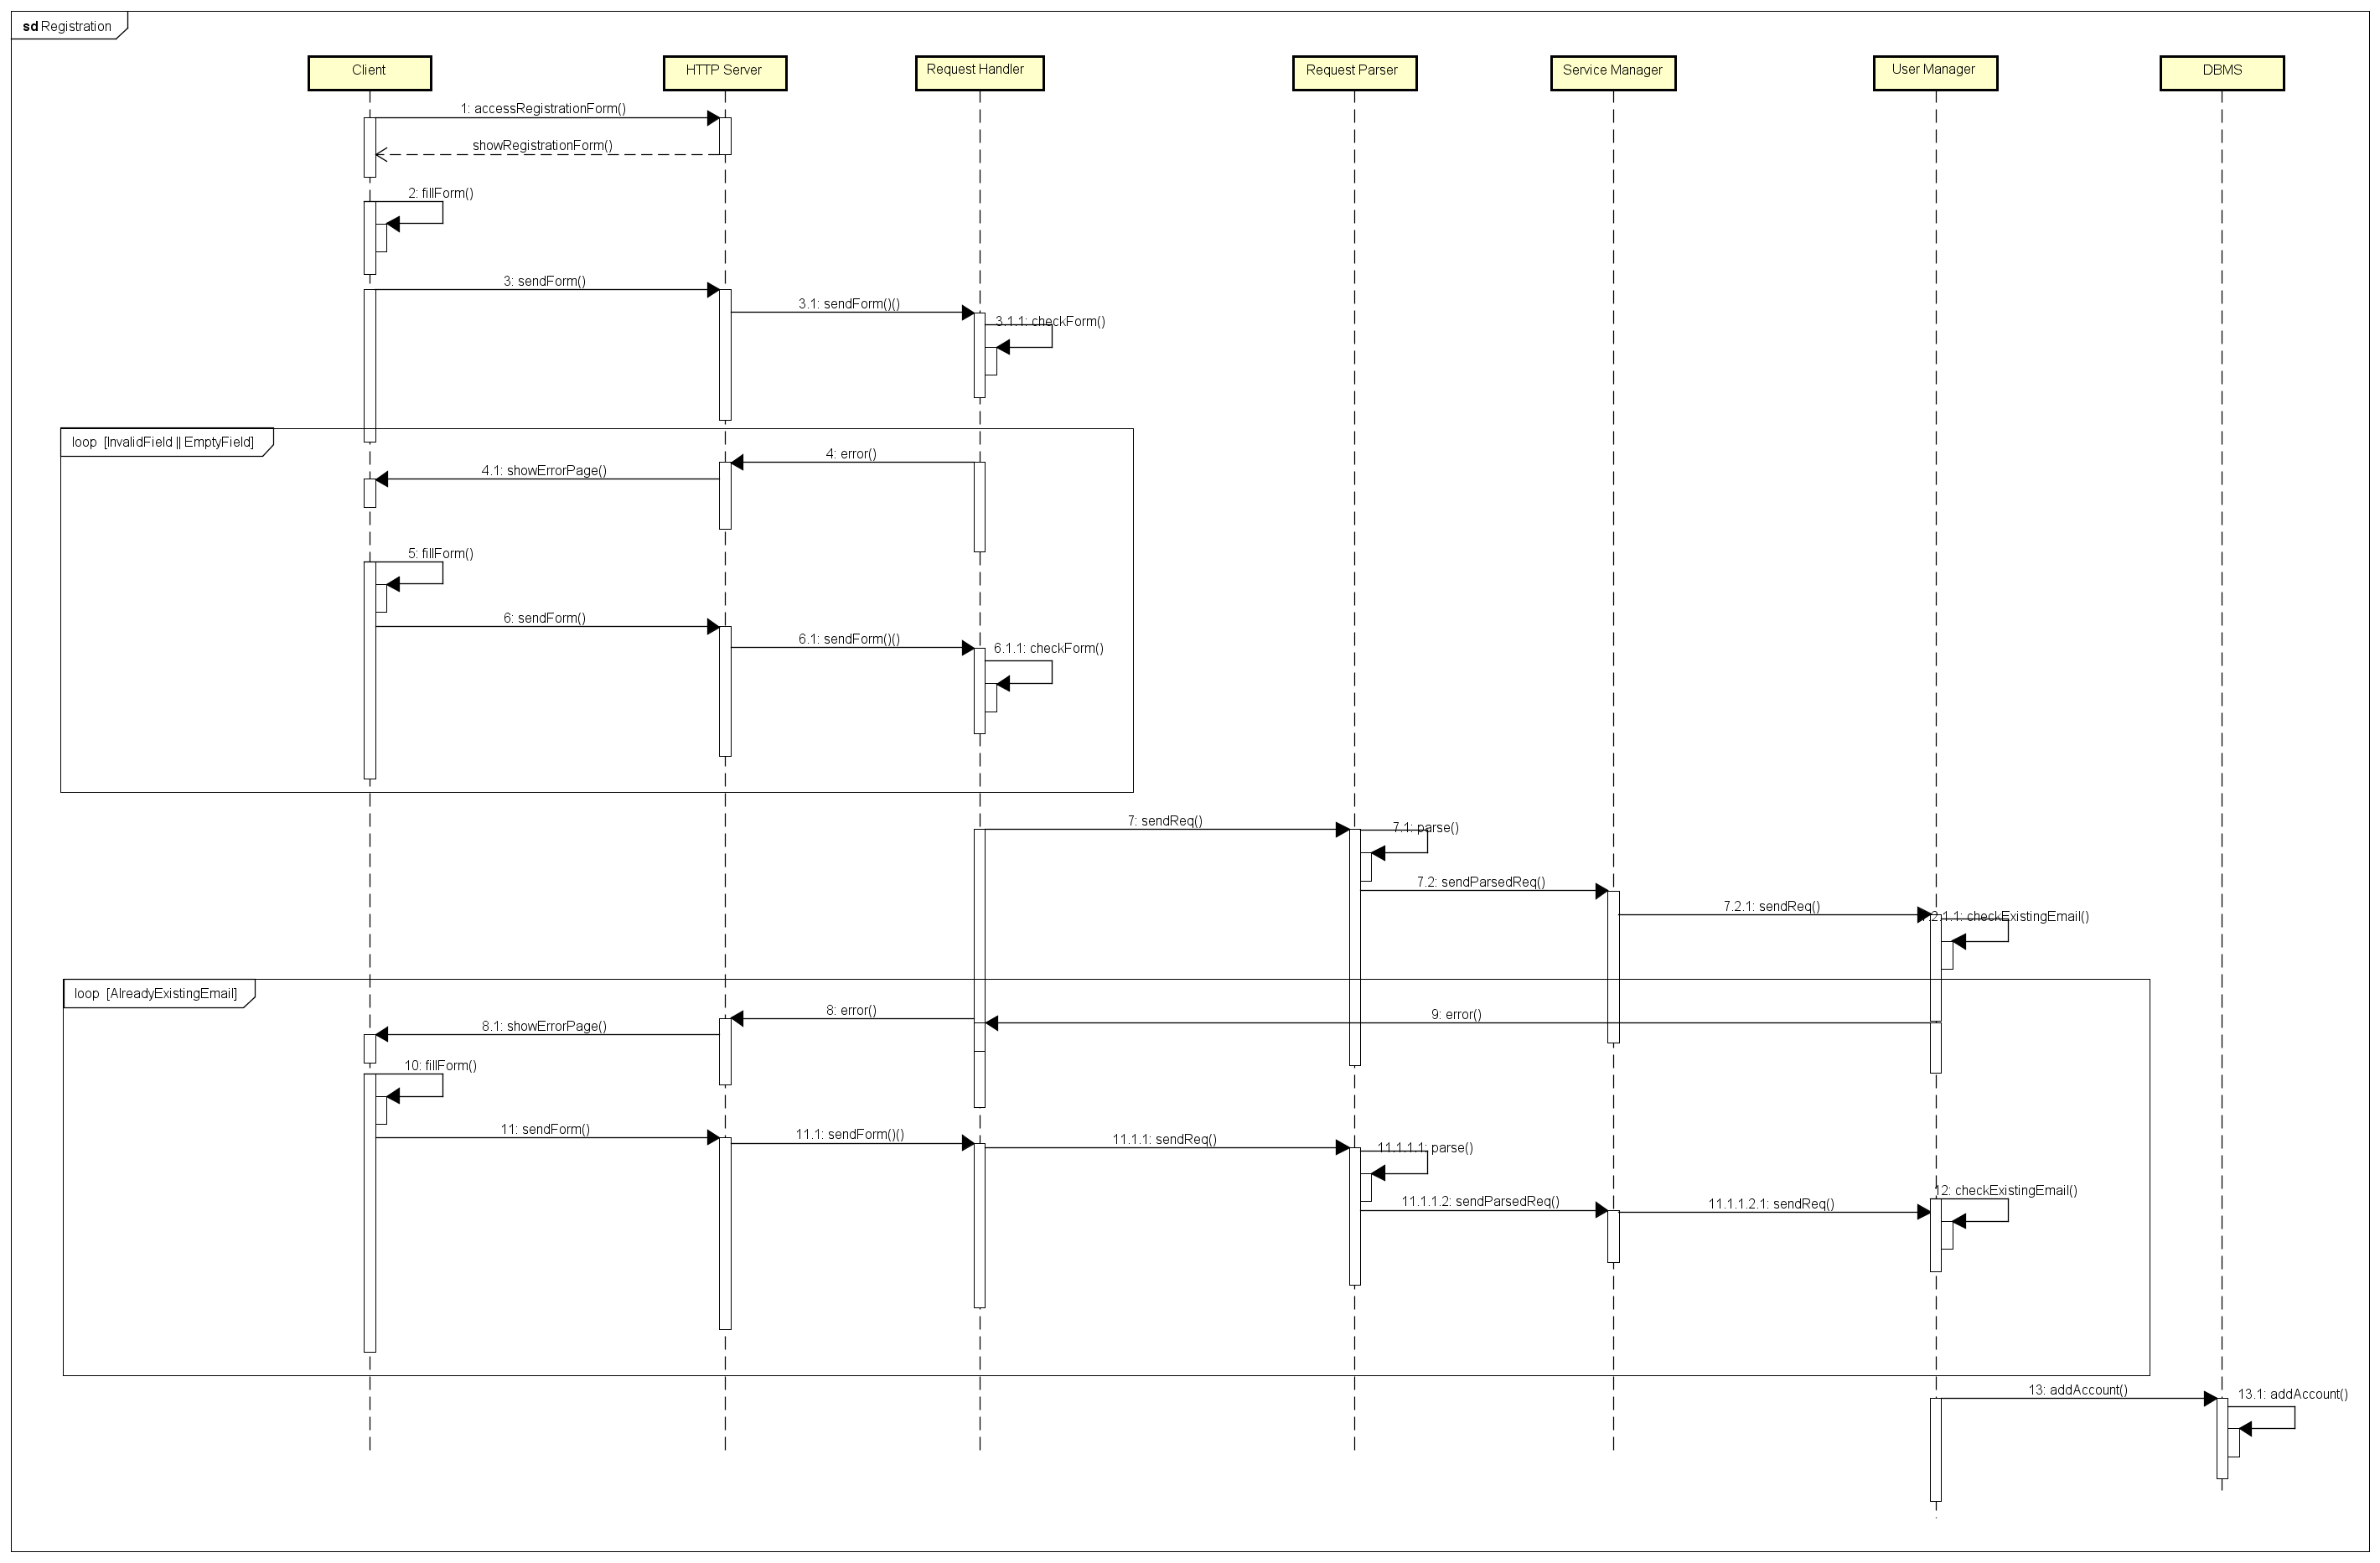 sd Registration
Client
HTTP Server
Request Handler
Request Parser
Service Manager
User Manager
DBMS
1: accessRegistrationForm()
showRegistrationForm()
2: fillForm()
3: sendForm()
3.1: sendForm()()
3.1.1: checkForm()
loop [InvalidField || EmptyField]
4: error()
4.1: showErrorPage()
5: fillForm()
6: sendForm()
6.1: sendForm()()
6.1.1: checkForm()
7: sendReq()
7.1: parse()
7.2: sendParsedReq()
7.2.1: sendReq()
7.2.1.1: checkExistingEmail()
loop [AlreadyExistingEmail]
8: error()
9: error()
8.1: showErrorPage()
10: fillForm()
11: sendForm()
11.1: sendForm()()
11.1.1: sendReq()
11.1.1.1: parse()
11.1.1.2: sendParsedReq()
11.1.1.2.1: sendReq()
12: checkExistingEmail()
13: addAccount()
13.1: addAccount()